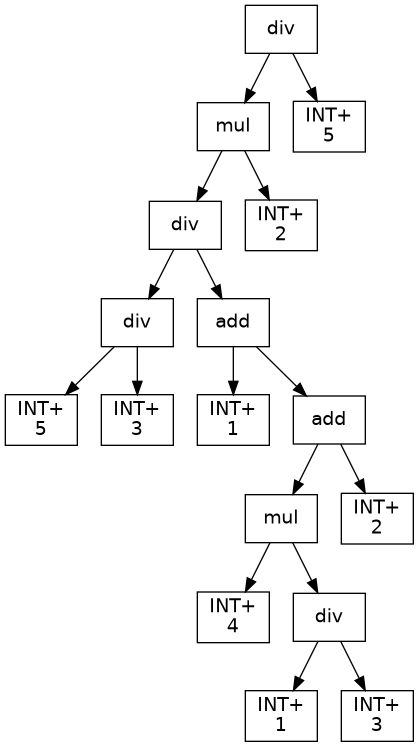 div
mul
INT+
5
div
INT+
2
div
add
INT+
5
INT+
3
INT+
1
add
mul
INT+
2
INT+
4
div
INT+
1
INT+
3